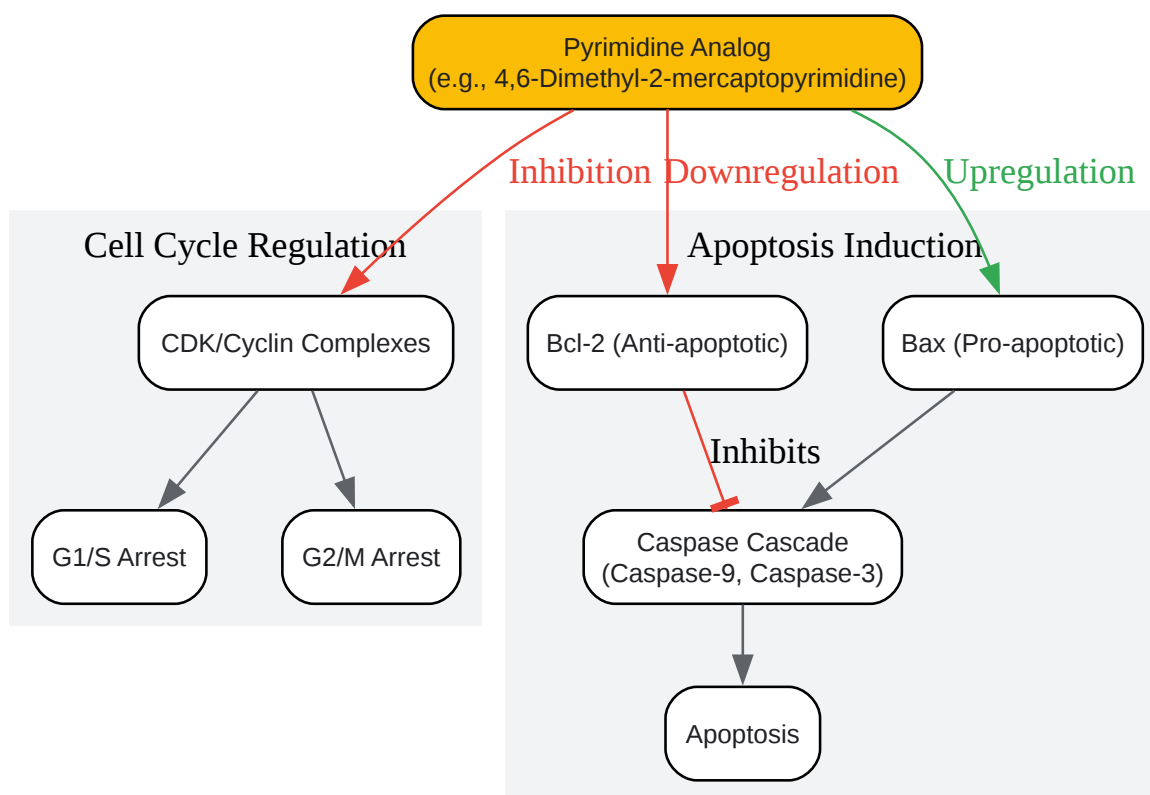 Pyrimidine Analog
(e.g., 4,6-Dimethyl-2-mercaptopyrimidine)
Inhibition
Downregulation
Upregulation
Cell Cycle Regulation
Apoptosis Induction
CDK/Cyclin Complexes
Bcl-2 (Anti-apoptotic)
Bax (Pro-apoptotic)
Inhibits
G1/S Arrest
G2/M Arrest
Caspase Cascade
(Caspase-9, Caspase-3)
Apoptosis